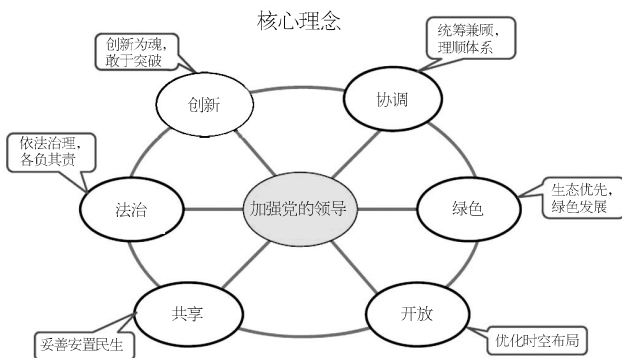 核心理念
创新为魂，
敢于突破
统筹兼顾，
理顺体系
创新
协调
依法治理，
各负其责
法治
加强党的领导
绿色
生态优先，
绿色发展
共享
开放
妥善安置民生
优化时空布局